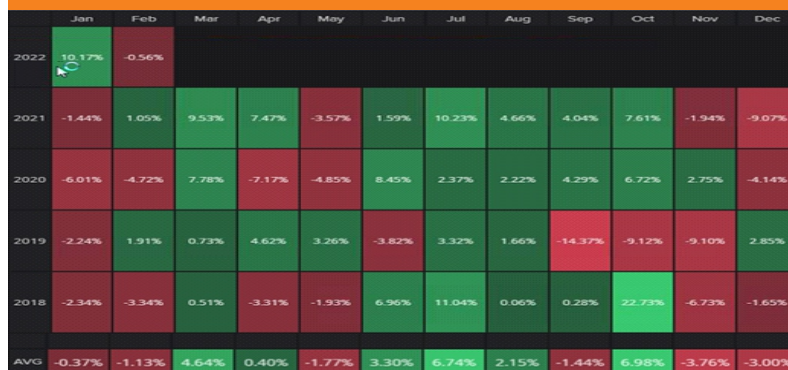 Jan Feb Mar Apr May Jun Jul Aug Sep Oct Nov Dec
2022 10.17% -0.56%
2021 -1.44% 1.05% 9.53% 7.47% -3.57% 1.59% 10.23% 4.66% 4.04% 7.61% -1.94% -9.07%
2020 -6.01% -4.72% 7.78% -7.17% -4.85% 8.45% 2.37% 2.22% 4.29% 6.72% 2.75% -4.14%
2019 -2.24% 1.91% 0.73% 4.62% 3.26% -3.82% 3.32% 1.66% -14.37% -9.12% -9.10% 2.85%
2018 -2.34% -3.34% 0.51% -3.31% -1.93% 6.96% 11.04% 0.06% 0.28% 22.73% -6.73% -1.65%
AVG -0.37% -1.13% 4.64% 0.40% -1.77% 3.30% 6.74% 2.15% -1.44% 6.98% -3.76% -3.00%